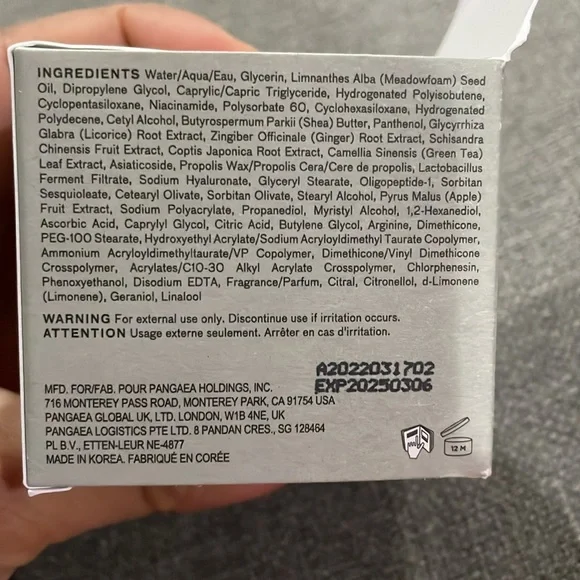 INGREDIENTS Water/Aqua/Eau, Glycerin, Limnanthes Alba (Meadowfoam) Seed
Oil, Dipropylene Glycol, Caprylic/Capric Triglyceride, Hydrogenated Polyisobutene,
Cyclopentasiloxane, Niacinamide, Polysorbate 60, Cyclohexasiloxane, Hydrogenated
Polydecene, Cetyl Alcohol, Butyrospermum Parkii (Shea) Butter, Panthenol, Glycyrrhiza
Glabra (Licorice) Root Extract, Zingiber Officinale (Ginger) Root Extract, Schisandra
Chinensis Fruit Extract, Coptis Japonica Root Extract, Camellia Sinensis (Green Tea)
Leaf Extract, Asiaticoside, Propolis Wax/Propolis Cera/Cere de propolis, Lactobacillus
Ferment Filtrate, Sodium Hyaluronate, Glyceryl Stearate, Oligopeptide-1, Sorbitan
Sesquioleate, Cetearyl Olivate, Sorbitan Olivate, Stearyl Alcohol, Pyrus Malus (Apple)
Fruit Extract, Sodium Polyacrylate, Propanediol, Myristyl Alcohol, 1,2-Hexanediol,
Ascorbic Acid, Caprylyl Glycol, Citric Acid, Butylene Glycol, Arginine, Dimethicone,
PEG-100 Stearate, Hydroxyethyl Acrylate/Sodium Acryloyldimethyl Taurate Copolymer,
Ammonium Acryloyldimethyltaurate/VP Copolymer, Dimethicone/Vinyl Dimethicone
Crosspolymer, Acrylates/C10-30 Alkyl Acrylate Crosspolymer, Chlorphenesin,
Phenoxyethanol, Disodium EDTA, Fragrance/Parfum, Citral, Citronellol, d-Limonene
(Limonene), Geraniol, Linalool
WARNING For external use only. Discontinue use if irritation occurs.
ATTENTION Usage externe seulement. Arrêter en cas d'irritation.
A2022031702
EXP20250306
MFD. FOR/FAB. POUR PANGAEA HOLDINGS, INC.
716 MONTEREY PASS ROAD, MONTEREY PARK, CA 91754 USA
PANGAEA GLOBAL UK, LTD. LONDON, W1B 4NE, UK
PANGAEA LOGISTICS PTE LTD. 8 PANDAN CRES., SG 128464
PL B.V., ETTEN-LEUR NE-4877
MADE IN KOREA. FABRIQUÉ EN CORÉE
12 M